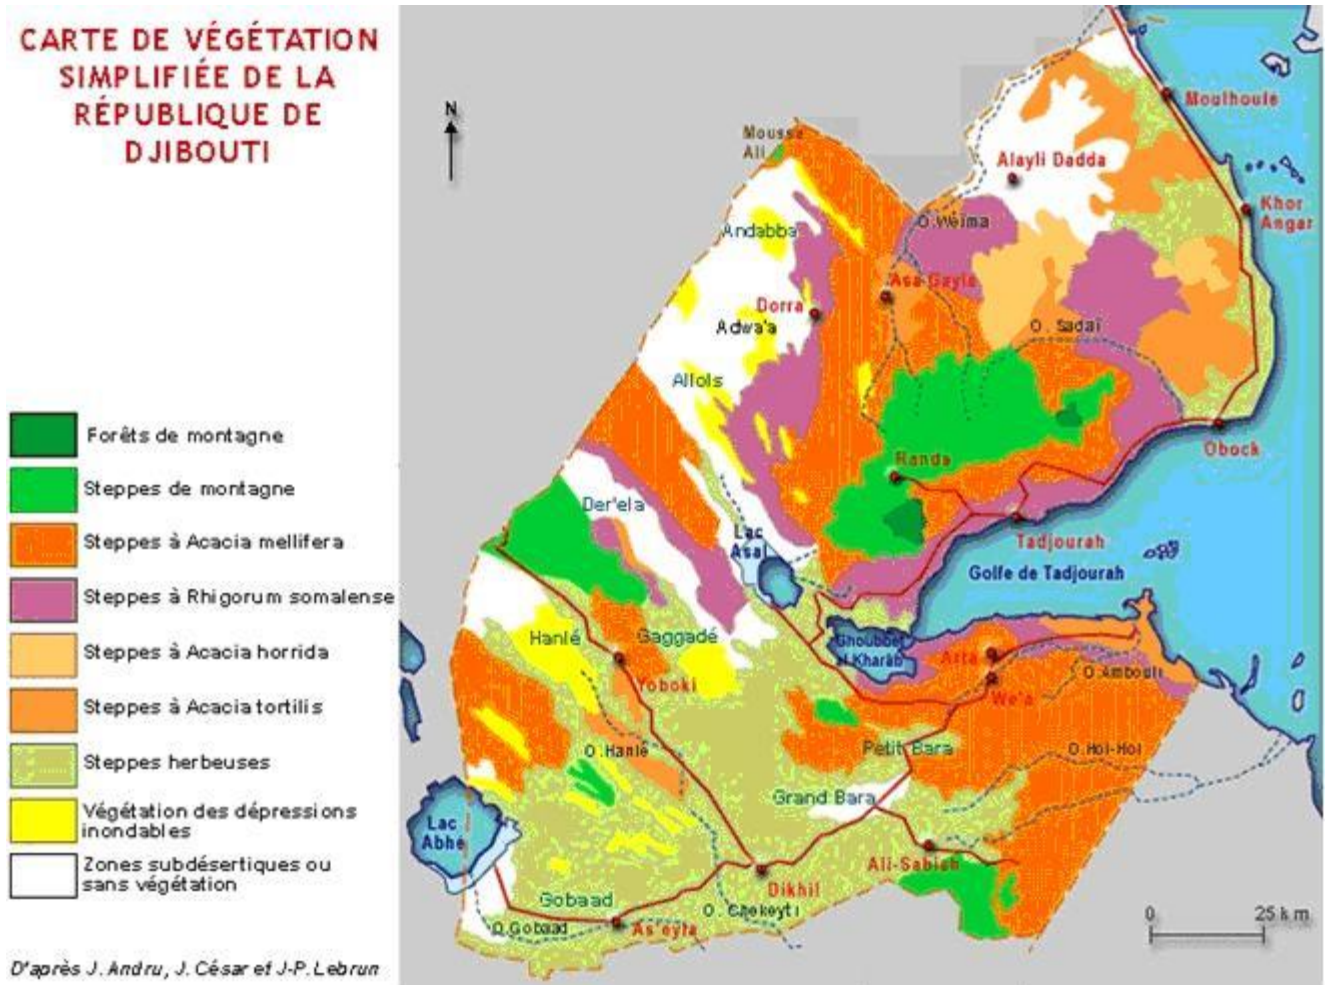 CARTE DE VÉGÉTATION
SIMPLIFIÉE DE LA
RÉPUBLIQUE DE
DJIBOUTI
Forêts de montagne
Steppes de montagne
Steppes à Acacia mellifera
Steppes à Rhigorum somalense
Steppes à Acacia horrida
Steppes à Acacia tortilis
Steppes herbeuses
Végétation des dépressions
inondables
Zones subdésertiques ou
sans végétation
D'après J. Andru, J. César et J-P. Lebrun
N
Moulhoule
Mousse
Ali
Alayli Dadda
Khor
Angar
O.Weima
Andabba
Asa Gayla
Dorra
Adwa'a
O. Sadaï
Allols
Obock
Randa
Der'ela
Lac
Asal
Tadjourah
Golfe de Tadjourah
Hanlé
Gaggadé
Ghoubbet
al Kharâb
Arta
O.Ambouli
Yoboki
We'a
O.Hanlé
Petit Bara
O.Hol-Hol
Grand Bara
Lac
Abhé
Ali-Sabieh
Dikhil
Gobaad
O. Chekeyti
O.Gobaad
As'eyla
0 25 km